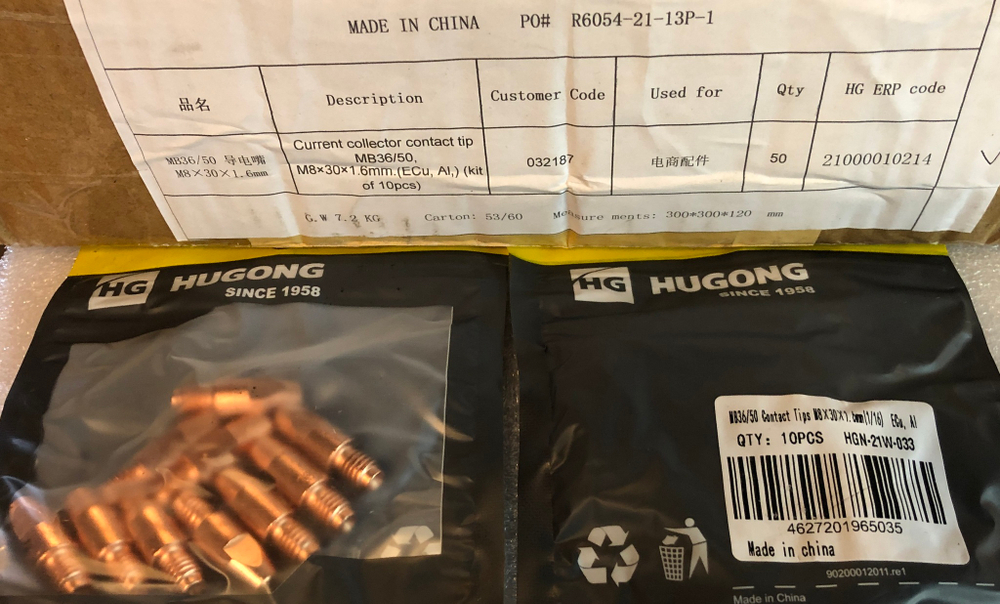 MADE IN CHINA PO# R6054-21-13P-1
品名 Description Customer Code Used for Qty HG ERP code
MB36/50 导电嘴
M8×30×1.6mm
Current collector contact tip
MB36/50,
M8×30×1.6mm.(ECu, Al,) (kit
of 10pcs)
032187
电商配件
50
21000010214
G.W 7.2 KG Carton: 53/60 Measure ments: 300*300*120 mm
HG HUGONG
SINCE 1958
HG HUGONG
SINCE 1958
MB36/50 Contact Tips M8×30×1.6mm(1/16) ECu, Al
QTY: 10PCS HGN-21W-033
4627201965035
Made in china
90200012011.re1
Made in China